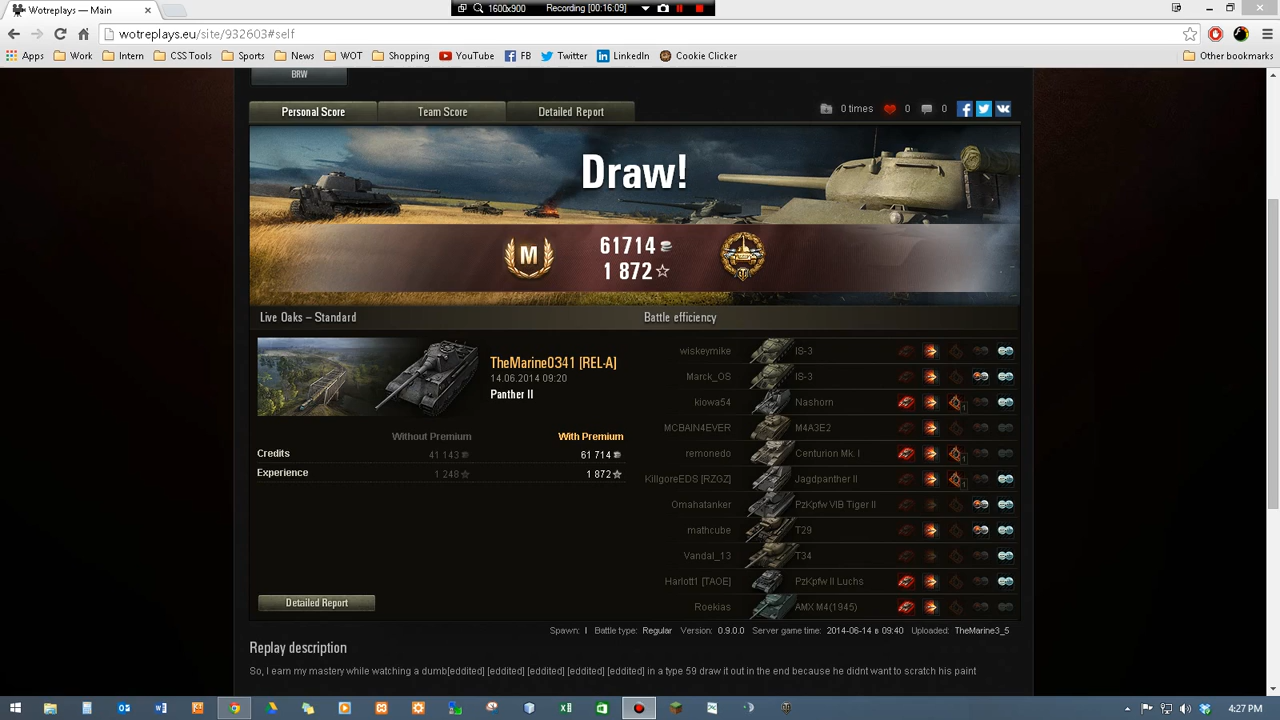 1600x900 Recording [00:16:09]
Wotreplays — Main
wotreplays.eu/site/932603#self
Apps Work Intern CSS Tools Sports News WOT Shopping YouTube FB Twitter LinkedIn Cookie Clicker Other bookmarks
BRW
Personal Score Team Score Detailed Report 0 times 0 0
Draw!
M 61714
1 872
Live Oaks – Standard Battle efficiency
wiskeymike IS-3
TheMarine0341 [REL-A]
14.06.2014 09:20
Marck_OS IS-3
Panther II
kiowa54 Nashorn 1
MCBAIN4EVER M4A3E2
Without Premium With Premium
Credits 41 143 61 714
remonedo Centurion Mk. I 1
Experience 1 248 1 872
KillgoreEDS [RZGZ] Jagdpanther II 1
Omahatanker PzKpfw VIB Tiger II
mathcube T29
Vandal_13 T34
Harlott1 [TAOE] PzKpfw II Luchs
Detailed Report
Roekias AMX M4(1945)
Spawn: I Battle type: Regular Version: 0.9.0.0 Server game time: 2014-06-14 в 09:40 Uploaded: TheMarine3_5
Replay description
So, I earn my mastery while watching a dumb[eddited] [eddited] [eddited] [eddited] [eddited] in a type 59 draw it out in the end because he didnt want to scratch his paint
4:27 PM